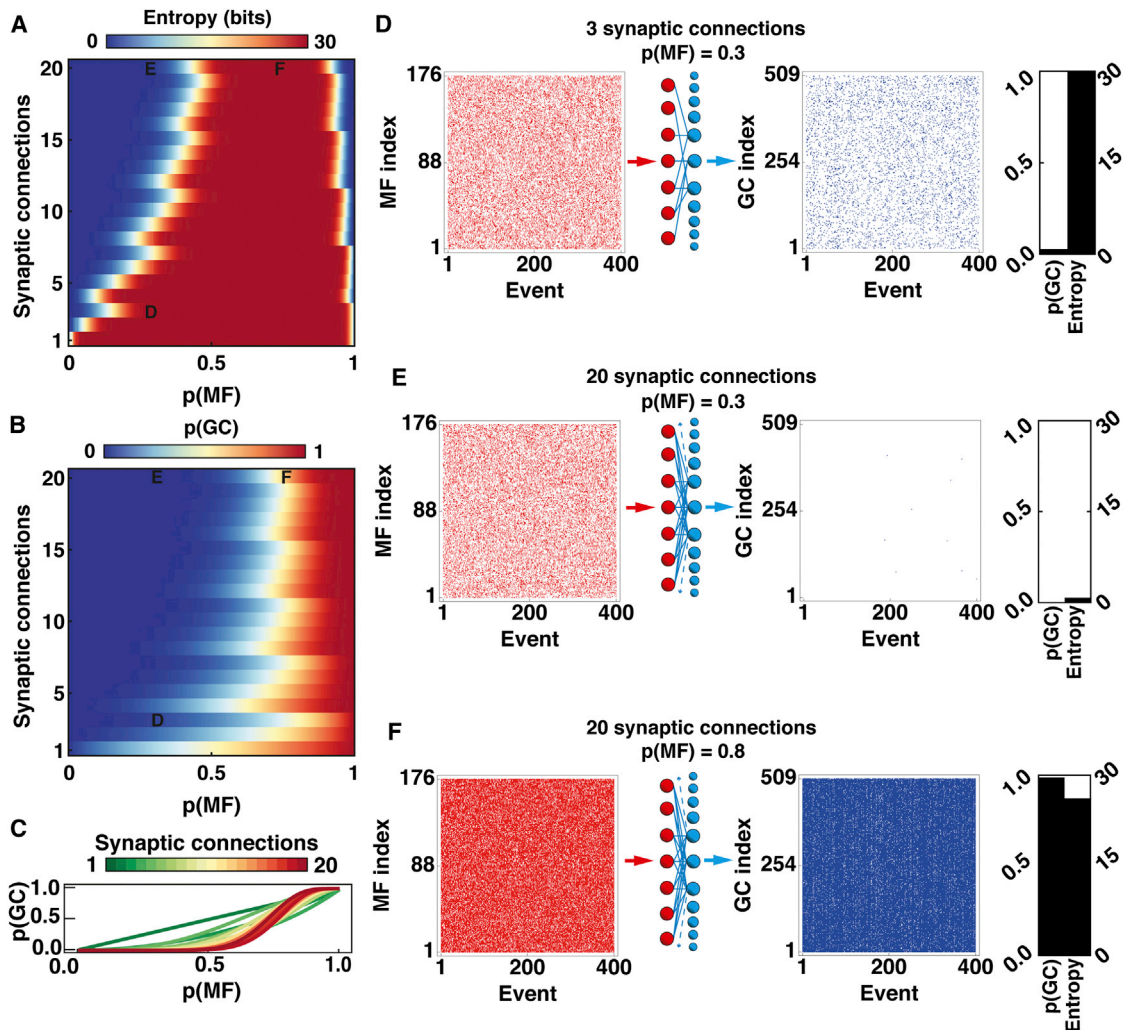 A
Entropy (bits)
0 30
20
15
10
5
1
Synaptic connections
E F
D
0 0.5 1
p(MF)
B
p(GC)
0 1
20
15
10
5
1
Synaptic connections
E F
D
0 0.5 1
p(MF)
C
Synaptic connections
1 20
1.0
0.5
0.0
p(GC)
0.0 0.5 1.0
p(MF)
D
3 synaptic connections
p(MF) = 0.3
176
88
1
MF index
1 200 400
Event
509
254
1
GC index
1 200 400
Event
1.0
0.5
0.0
30
15
0
p(GC)
Entropy
E
20 synaptic connections
p(MF) = 0.3
176
88
1
MF index
1 200 400
Event
509
254
1
GC index
1 200 400
Event
1.0
0.5
0.0
30
15
0
p(GC)
Entropy
F
20 synaptic connections
p(MF) = 0.8
176
88
1
MF index
1 200 400
Event
509
254
1
GC index
1 200 400
Event
1.0
0.5
0.0
30
15
0
p(GC)
Entropy